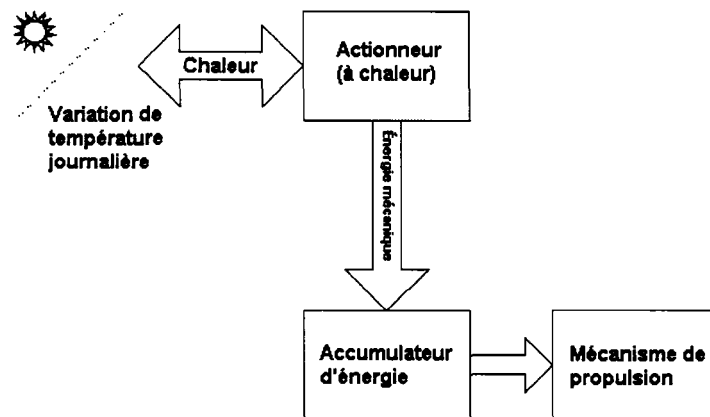 Chaleur
Actionneur
(à chaleur)
Variation de
température
journalière
Énergie mécanique
Accumulateur
d'énergie
Mécanisme de
propulsion